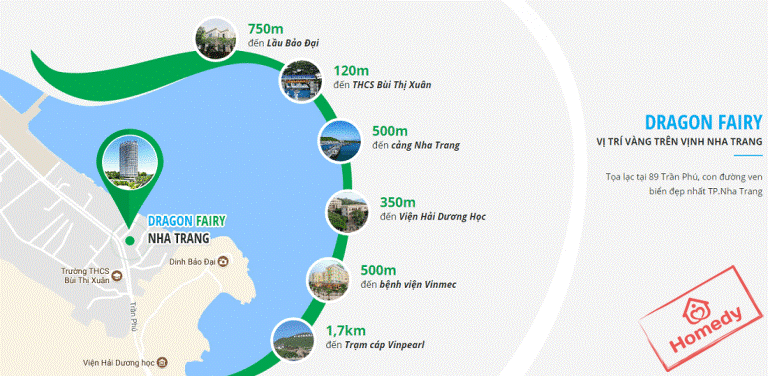 750m
đến Lầu Bảo Đại
120m
đến THCS Bùi Thị Xuân
500m
đến cảng Nha Trang
350m
đến Viện Hải Dương Học
500m
đến bệnh viện Vinmec
1,7km
đến Trạm cáp Vinpearl
DRAGON FAIRY
NHA TRANG
Dinh Bảo Đại
Trường THCS
Bùi Thị Xuân
Trần Phú
Viện Hải Dương học
DRAGON FAIRY
VỊ TRÍ VÀNG TRÊN VỊNH NHA TRANG
Tọa lạc tại 89 Trần Phú, con đường ven
biển đẹp nhất TP.Nha Trang
Homedy